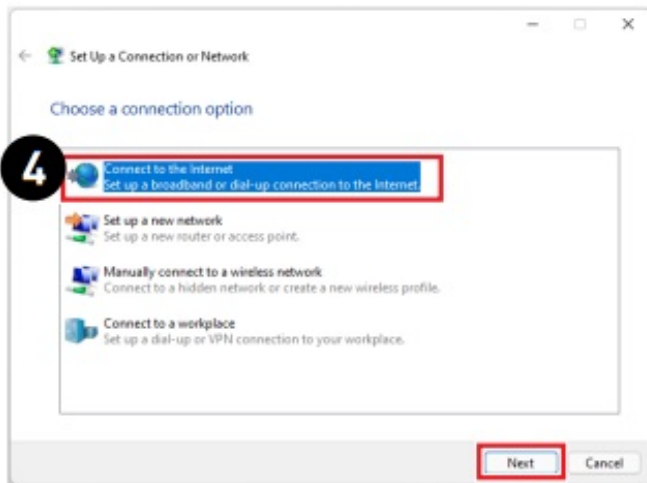 Set Up a Connection or Network
Choose a connection option
4
Connect to the Internet
Set up a broadband or dial-up connection to the Internet.
Set up a new network
Set up a new router or access point.
Manually connect to a wireless network
Connect to a hidden network or create a new wireless profile.
Connect to a workplace
Set up a dial-up or VPN connection to your workplace.
Next Cancel